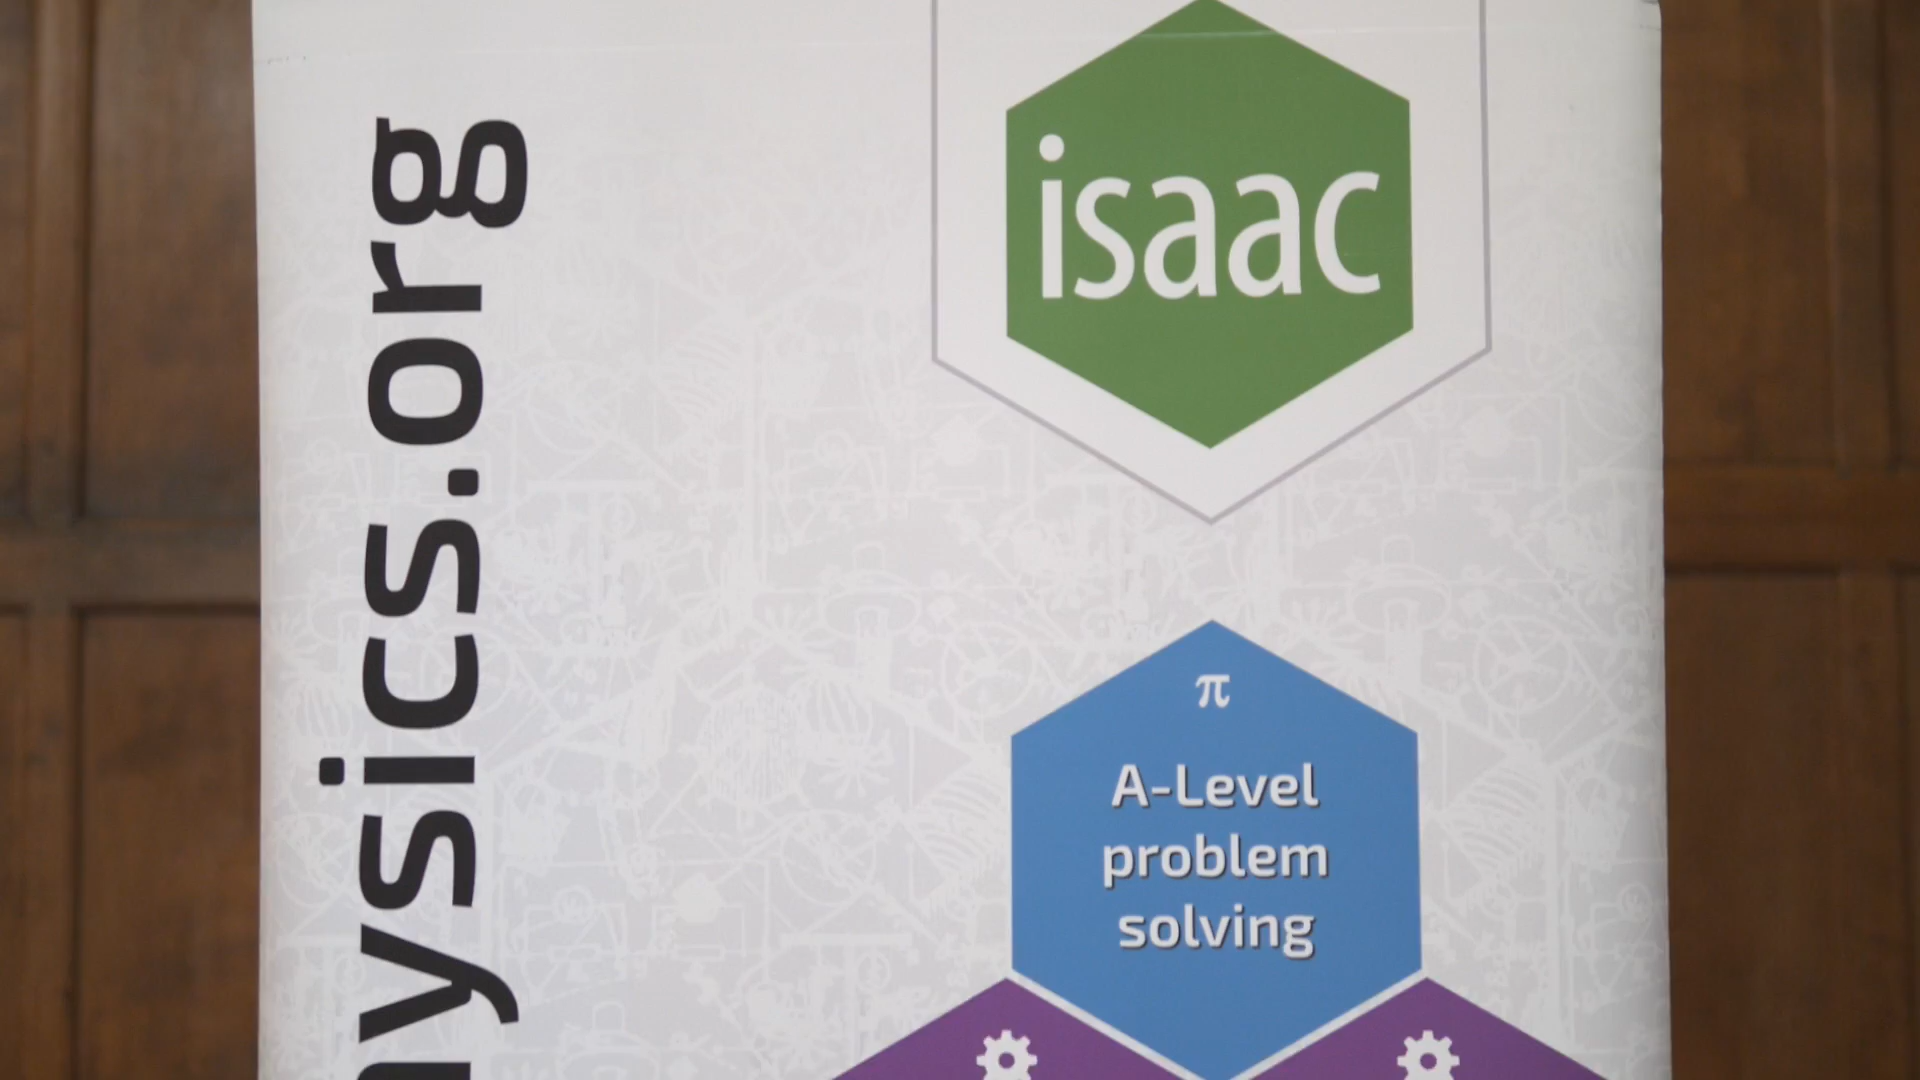 isaac
π
A-Level
problem
solving
ysics.org